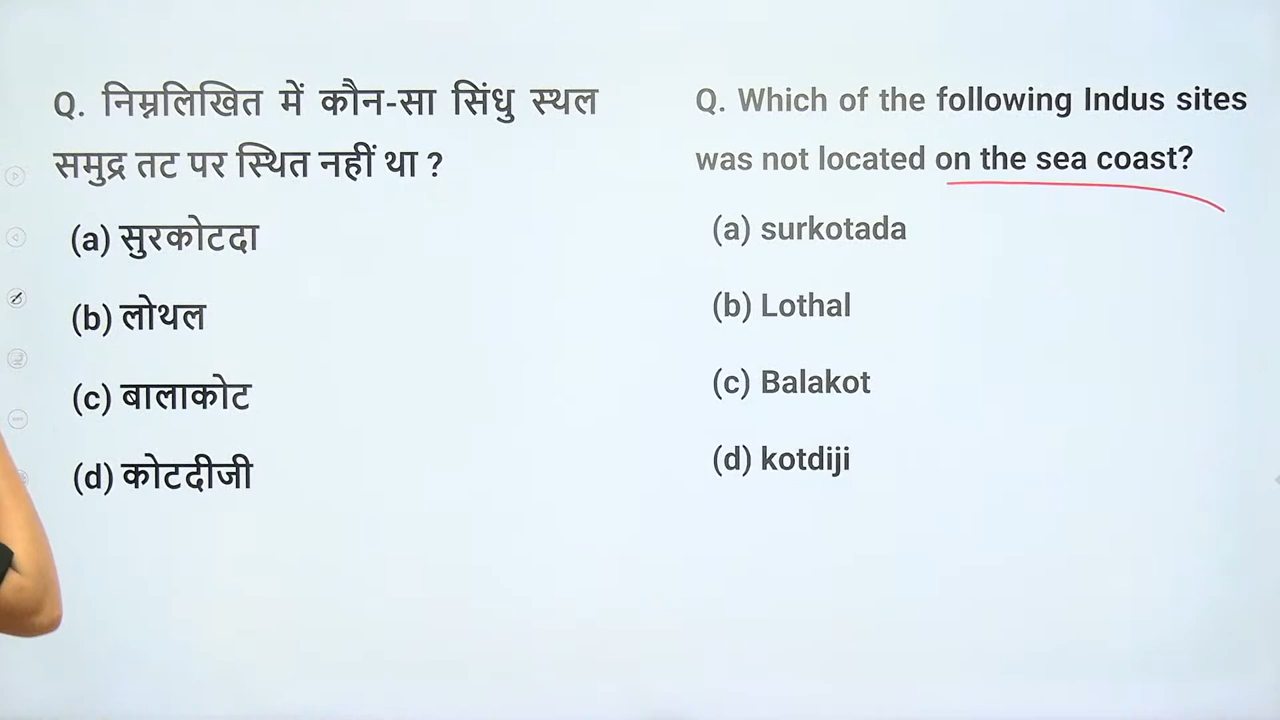 Q. निम्नलिखित में कौन-सा सिंधु स्थल
समुद्र तट पर स्थित नहीं था ?
(a) सुरकोटदा
(b) लोथल
(c) बालाकोट
(d) कोटदीजी
Q. Which of the following Indus sites
was not located on the sea coast?
(a) surkotada
(b) Lothal
(c) Balakot
(d) kotdiji